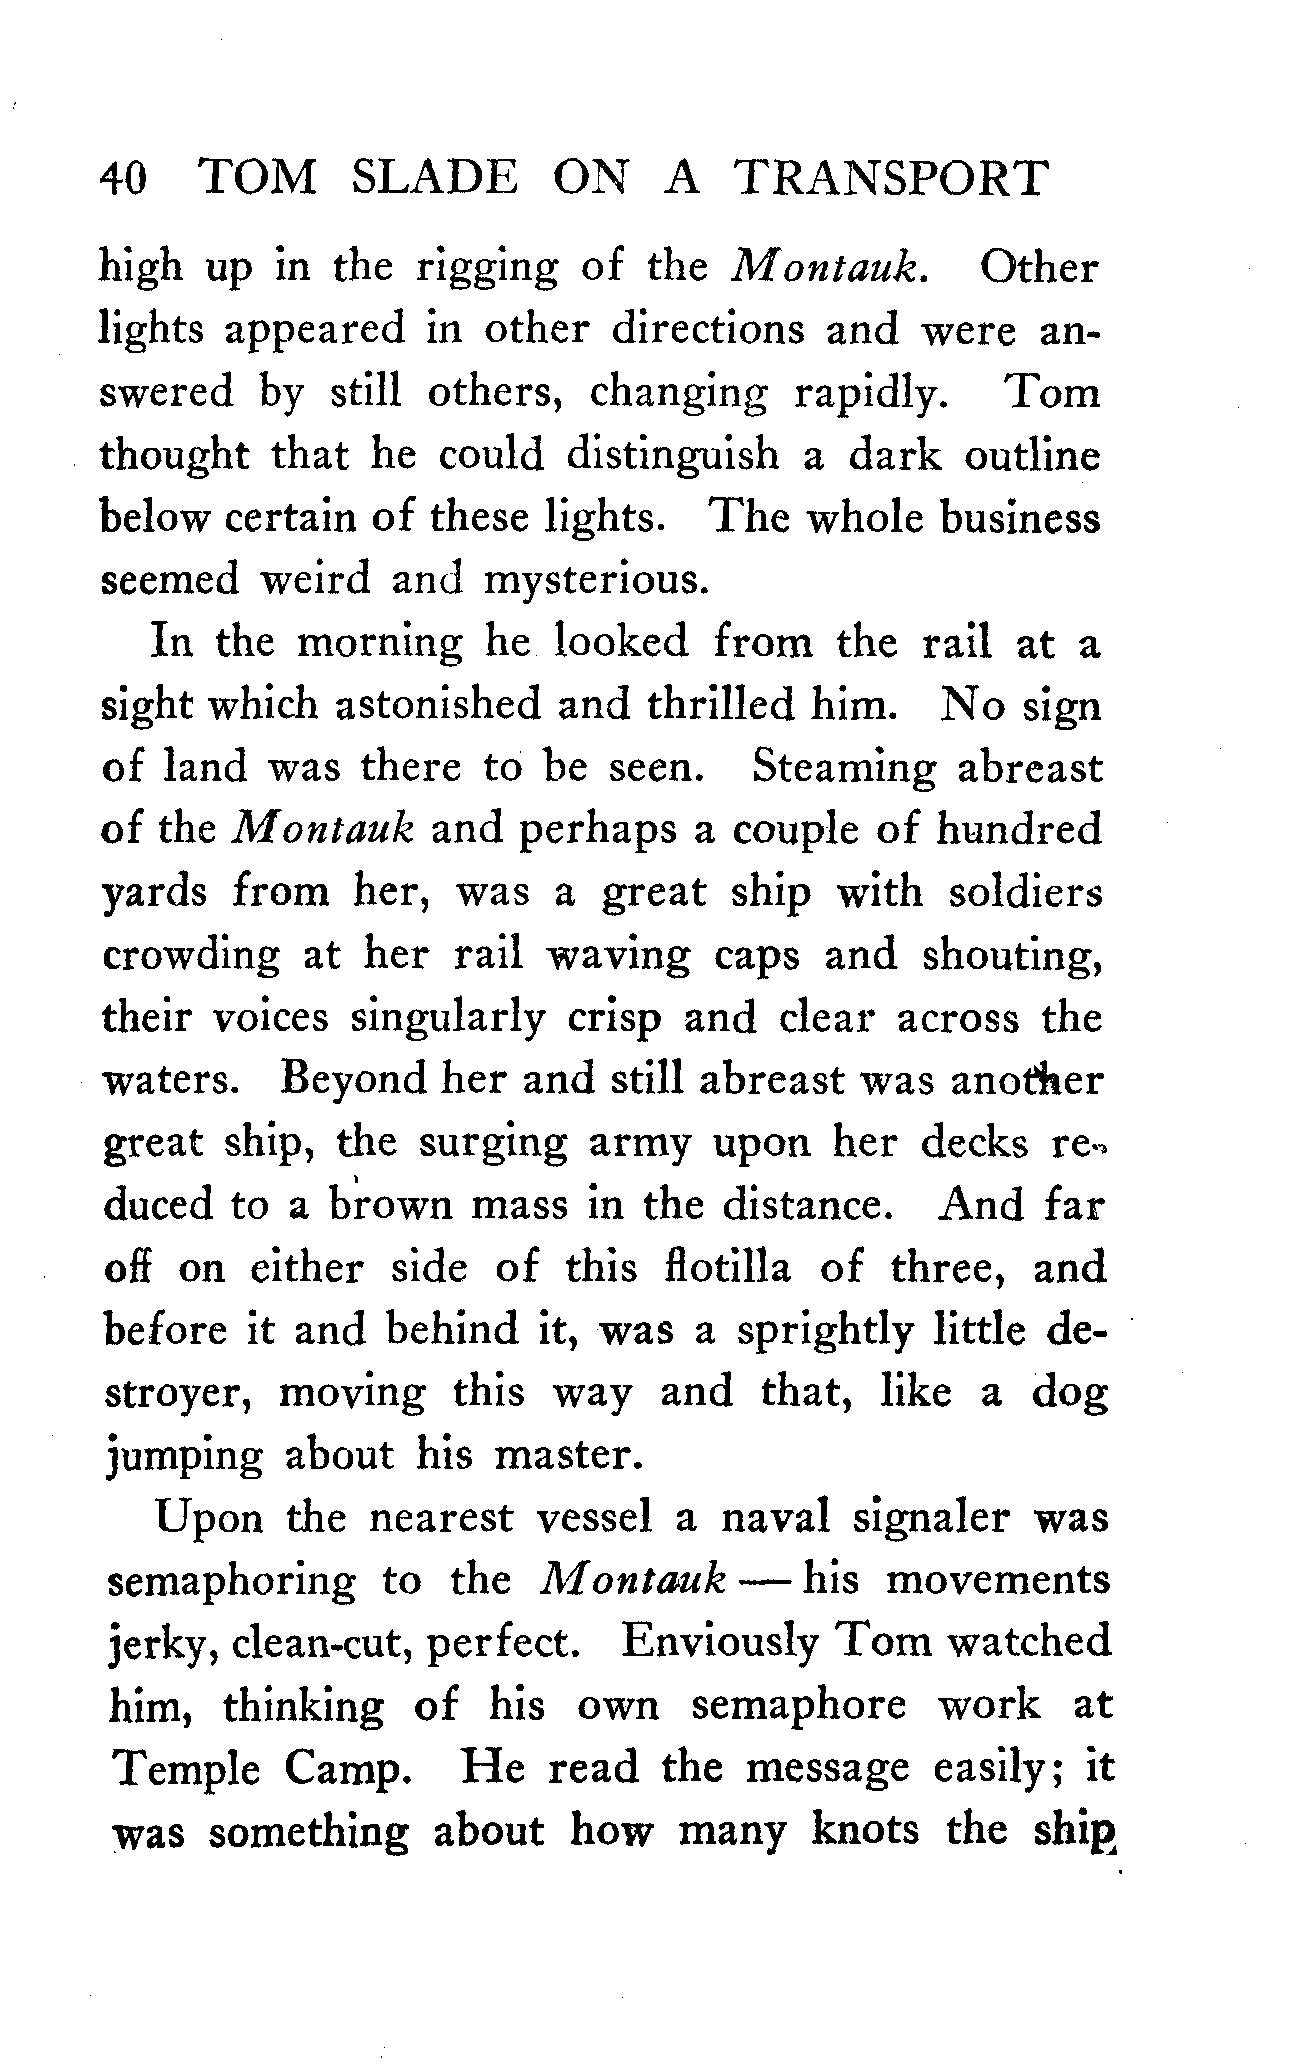 40 TOM SLADE ON A TRANSPORT
high up in the rigging of the Montauk. Other
lights appeared in other directions and were an-
swered by still others, changing rapidly. Tom
thought that he could distinguish a dark outline
below certain of these lights. The whole business
seemed weird and mysterious.
In the morning he looked from the rail at a
sight which astonished and thrilled him. No sign
of land was there to be seen. Steaming abreast
of the Montauk and perhaps a couple of hundred
yards from her, was a great ship with soldiers
crowding at her rail waving caps and shouting,
their voices singularly crisp and clear across the
waters. Beyond her and still abreast was another
great ship, the surging army upon her decks re-
duced to a brown mass in the distance. And far
off on either side of this flotilla of three, and
before it and behind it, was a sprightly little de-
stroyer, moving this way and that, like a dog
jumping about his master.
Upon the nearest vessel a naval signaler was
semaphoring to the Montauk — his movements
jerky, clean-cut, perfect. Enviously Tom watched
him, thinking of his own semaphore work at
Temple Camp. He read the message easily; it
was something about how many knots the ship